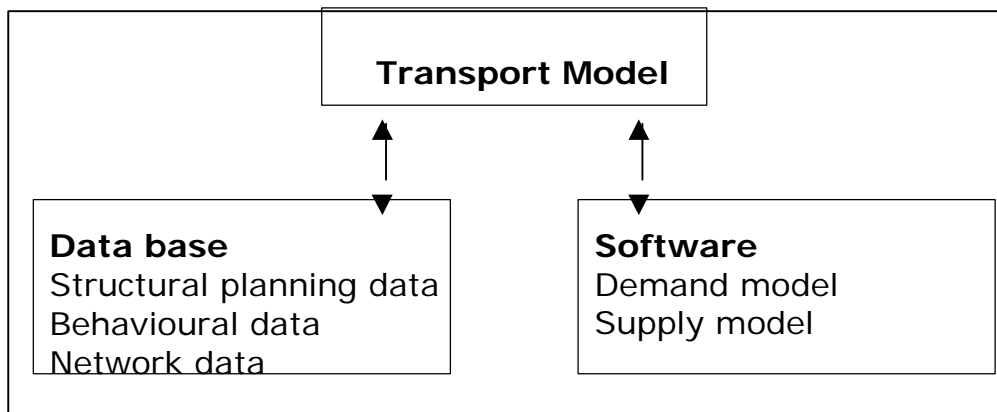 Transport Model
Data base
Structural planning data
Behavioural data
Network data
Software
Demand model
Supply model